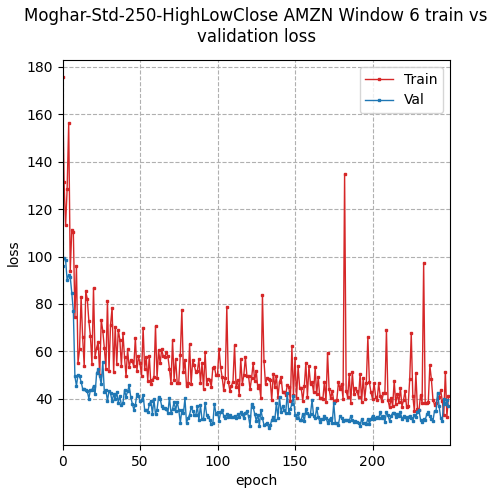 Moghar-Std-250-HighLowClose AMZN Window 6 train vs
validation loss
180
160
140
120
100
80
60
40
loss
Train
Val
0
50
100
150
200
epoch